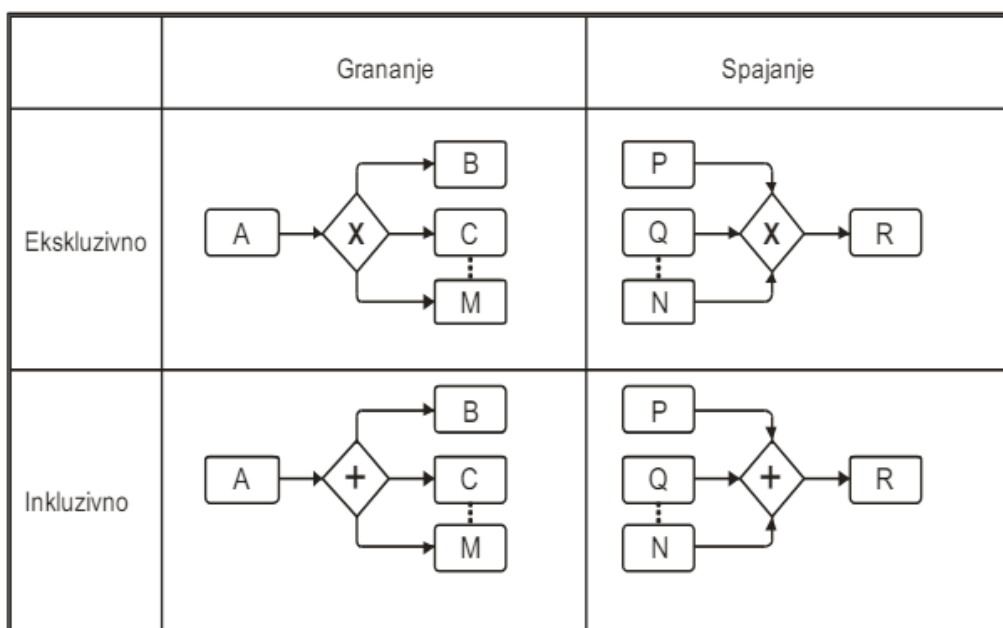 Grananje
Spajanje
Ekskluzivno
A
X
B
C
M
P
Q
N
X
R
Inkluzivno
A
+
B
C
M
P
Q
N
+
R